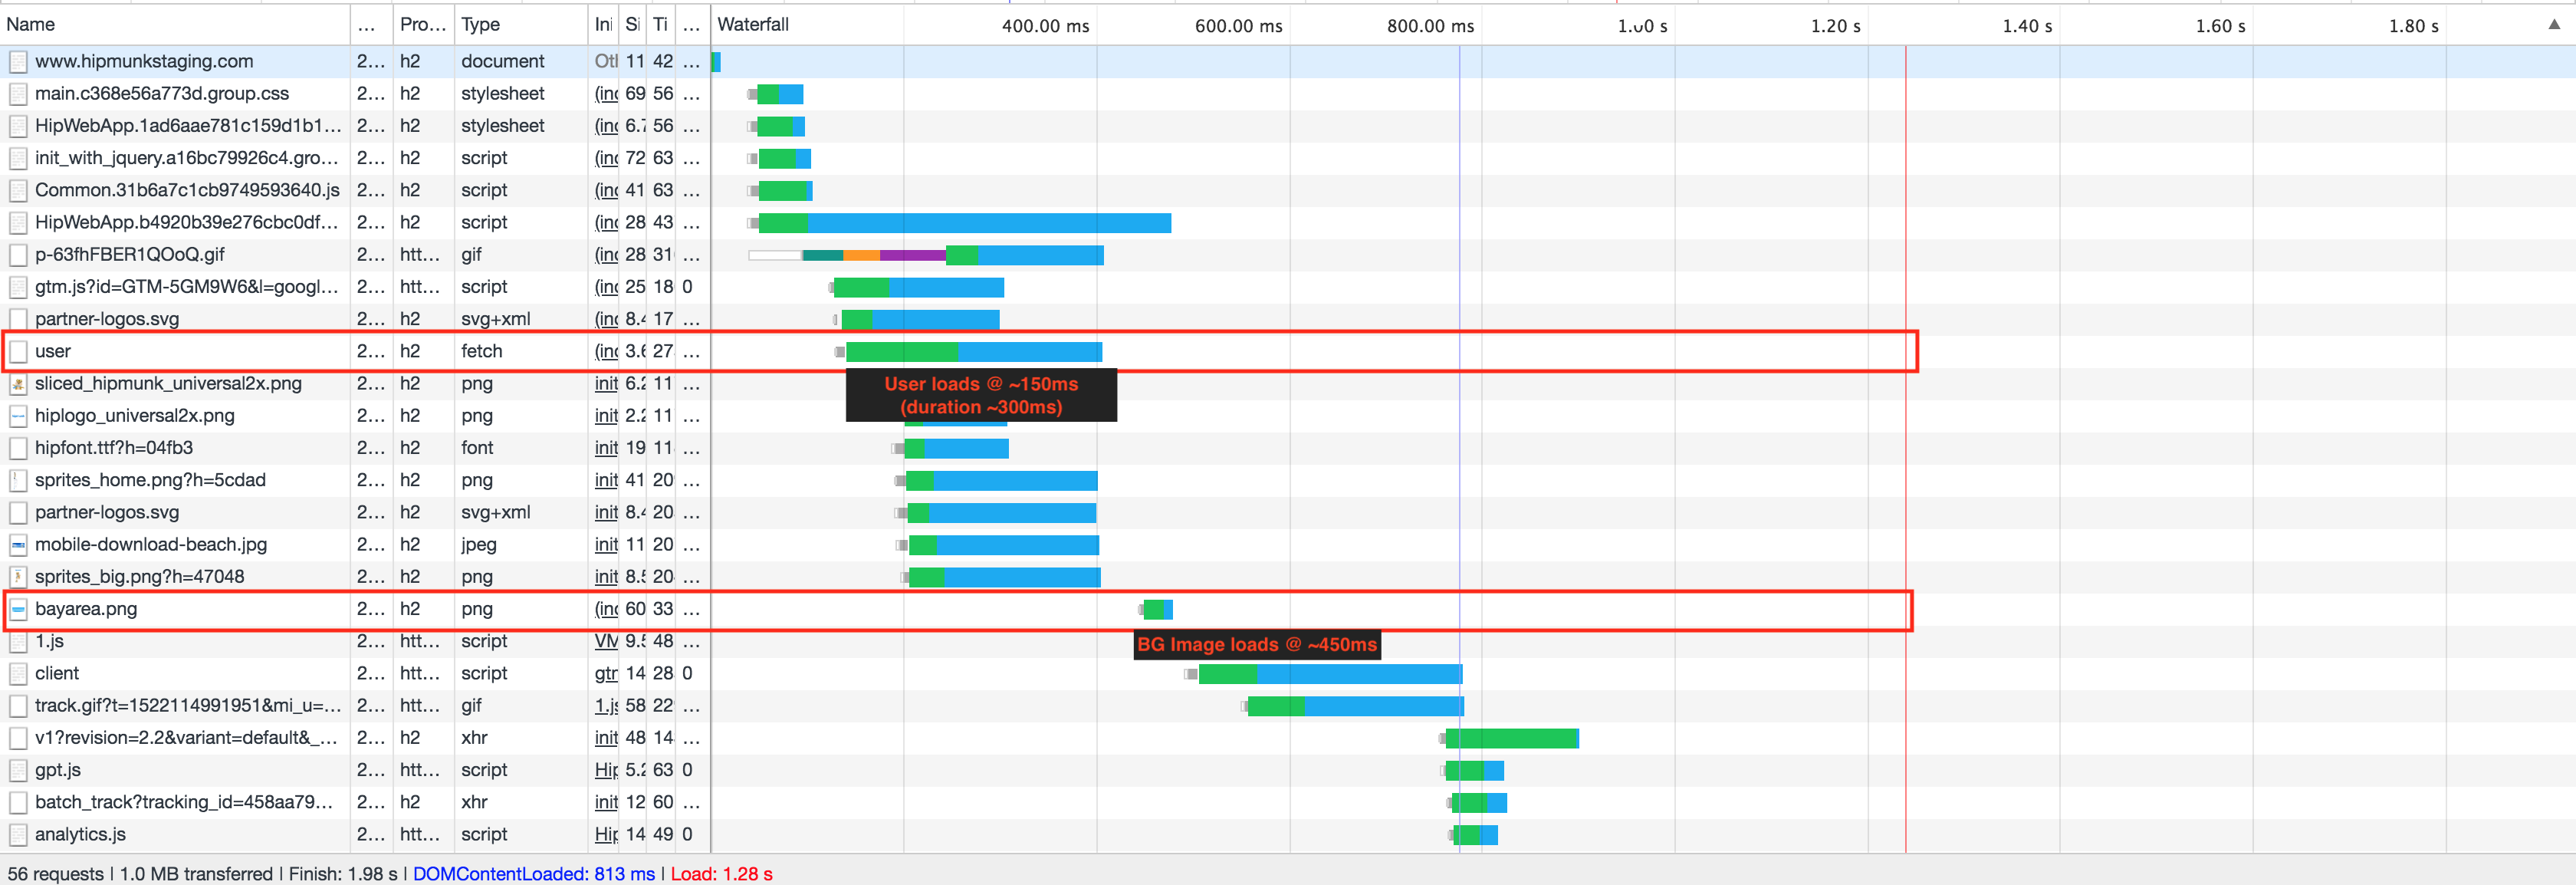 Name ... Pro... Type Ini Si Ti ... Waterfall 400.00 ms 600.00 ms 800.00 ms 1.00 s 1.20 s 1.40 s 1.60 s 1.80 s
www.hipmunkstaging.com 2... h2 document Otl 11 42 ...
main.c368e56a773d.group.css 2... h2 stylesheet (inc 69 56 ...
HipWebApp.1ad6aae781c159d1b1... 2... h2 stylesheet (inc 6.7 56 ...
init_with_jquery.a16bc79926c4.gro... 2... h2 script (inc 72 63 ...
Common.31b6a7c1cb9749593640.js 2... h2 script (inc 41 63 ...
HipWebApp.b4920b39e276cbc0df... 2... h2 script (inc 28 43 ...
p-63fhFBER1QOoQ.gif 2... htt... gif (inc 28 31 ...
gtm.js?id=GTM-5GM9W6&l=googl... 2... htt... script (inc 25 18 0
partner-logos.svg 2... h2 svg+xml (inc 8.4 17 ...
user 2... h2 fetch (inc 3.6 27 ...
sliced_hipmunk_universal2x.png 2... h2 png init 6.2 11 ...
User loads @ ~150ms
(duration ~300ms)
hiplogo_universal2x.png 2... h2 png init 2.2 11 ...
hipfont.ttf?h=04fb3 2... h2 font init 19 11 ...
sprites_home.png?h=5cdad 2... h2 png init 41 20 ...
partner-logos.svg 2... h2 svg+xml init 8.4 20 ...
mobile-download-beach.jpg 2... h2 jpeg init 11 20 ...
sprites_big.png?h=47048 2... h2 png init 8.5 20 ...
bayarea.png 2... h2 png (inc 60 33 ...
1.js 2... htt... script VM 9.5 48 ...
BG Image loads @ ~450ms
client 2... htt... script gtr 14 28 0
track.gif?t=1522114991951&mi_u=... 2... htt... gif 1.js 58 22 ...
v1?revision=2.2&variant=default&_... 2... h2 xhr init 48 14 ...
gpt.js 2... htt... script Hip 5.2 63 0
batch_track?tracking_id=458aa79... 2... h2 xhr init 12 60 ...
analytics.js 2... htt... script Hip 14 49 0
56 requests | 1.0 MB transferred | Finish: 1.98 s | DOMContentLoaded: 813 ms | Load: 1.28 s